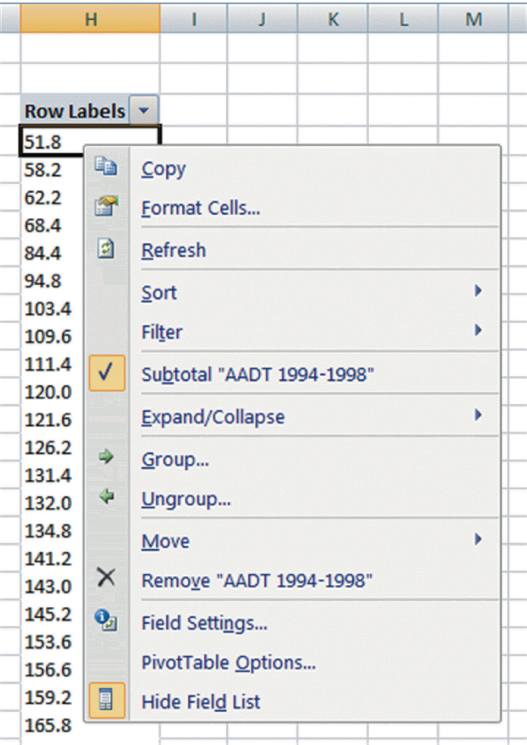 H I J K L M
Row Labels
51.8
58.2
Copy
62.2
Format Cells...
68.4
84.4
Refresh
94.8
Sort
103.4
109.6
Filter
111.4
Subtotal "AADT 1994-1998"
120.0
121.6
Expand/Collapse
126.2
Group...
131.4
132.0
Ungroup...
134.8
Move
141.2
143.0
Remove "AADT 1994-1998"
145.2
Field Settings...
153.6
156.6
PivotTable Options...
159.2
Hide Field List
165.8